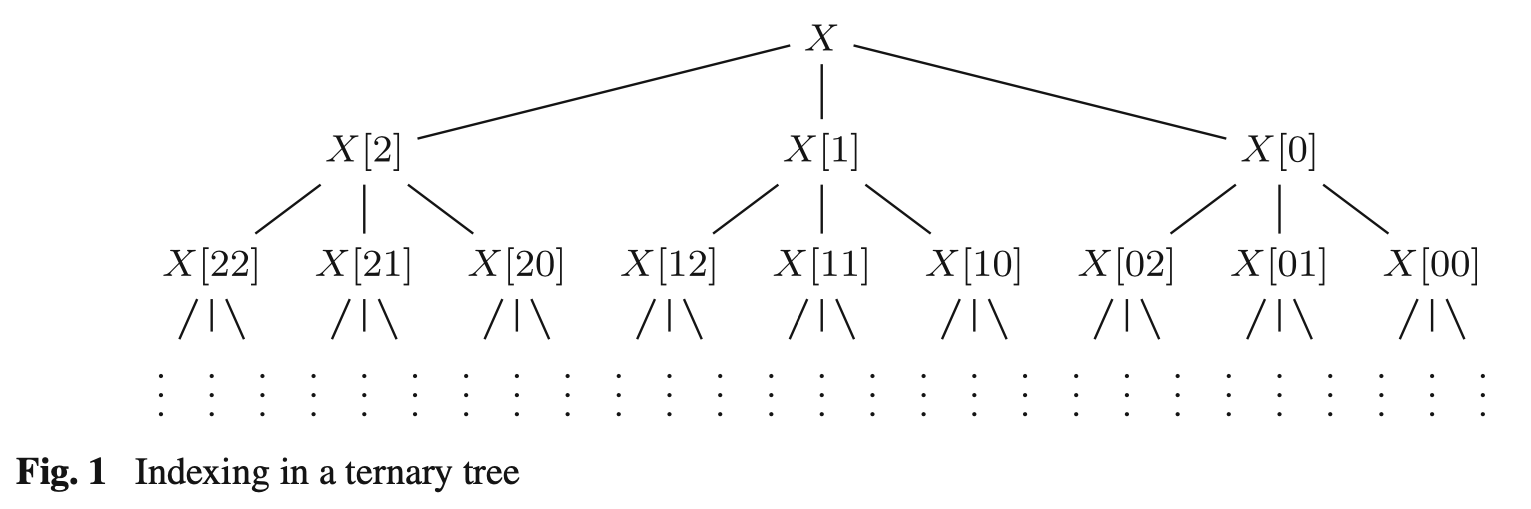 X
X[2] X[1] X[0]
X[22] X[21] X[20] X[12] X[11] X[10] X[02] X[01] X[00]
Fig. 1 Indexing in a ternary tree